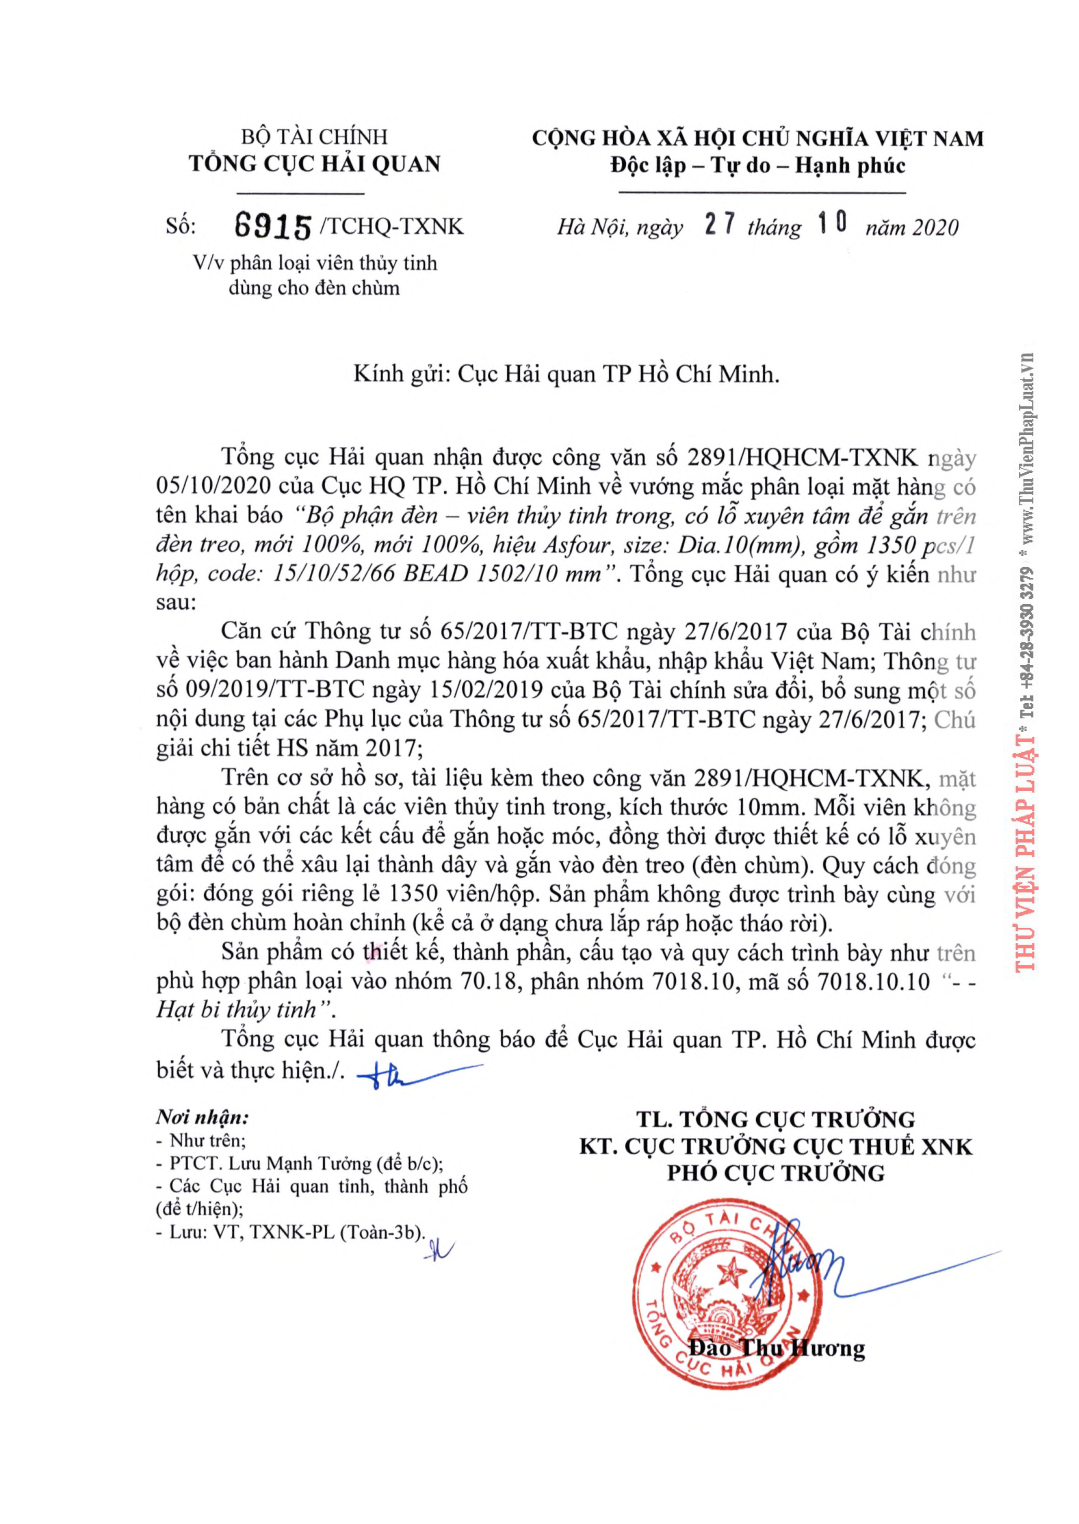 BỘ TÀI CHÍNH
TỔNG CỤC HẢI QUAN
CỘNG HÒA XÃ HỘI CHỦ NGHĨA VIỆT NAM
Độc lập – Tự do – Hạnh phúc
Số: 6915/TCHQ-TXNK
Hà Nội, ngày 27 tháng 10 năm 2020
V/v phân loại viên thủy tinh
dùng cho đèn chùm
Kính gửi: Cục Hải quan TP Hồ Chí Minh.
Tổng cục Hải quan nhận được công văn số 2891/HQHCM-TXNK ngày
05/10/2020 của Cục HQ TP. Hồ Chí Minh về vướng mắc phân loại mặt hàng có
tên khai báo “Bộ phận đèn – viên thủy tinh trong, có lỗ xuyên tâm để gắn trên
đèn treo, mới 100%, mới 100%, hiệu Asfour, size: Dia.10(mm), gồm 1350 pcs/1
hộp, code: 15/10/52/66 BEAD 1502/10 mm”. Tổng cục Hải quan có ý kiến như
sau:
Căn cứ Thông tư số 65/2017/TT-BTC ngày 27/6/2017 của Bộ Tài chính
về việc ban hành Danh mục hàng hóa xuất khẩu, nhập khẩu Việt Nam; Thông tư
số 09/2019/TT-BTC ngày 15/02/2019 của Bộ Tài chính sửa đổi, bổ sung một số
nội dung tại các Phụ lục của Thông tư số 65/2017/TT-BTC ngày 27/6/2017; Chú
giải chi tiết HS năm 2017;
Trên cơ sở hồ sơ, tài liệu kèm theo công văn 2891/HQHCM-TXNK, mặt
hàng có bản chất là các viên thủy tinh trong, kích thước 10mm. Mỗi viên không
được gắn với các kết cấu để gắn hoặc móc, đồng thời được thiết kế có lỗ xuyên
tâm để có thể xâu lại thành dây và gắn vào đèn treo (đèn chùm). Quy cách đóng
gói: đóng gói riêng lẻ 1350 viên/hộp. Sản phẩm không được trình bày cùng với
bộ đèn chùm hoàn chỉnh (kể cả ở dạng chưa lắp ráp hoặc tháo rời).
Sản phẩm có thiết kế, thành phần, cấu tạo và quy cách trình bày như trên
phù hợp phân loại vào nhóm 70.18, phân nhóm 7018.10, mã số 7018.10.10 “- -
Hạt bi thủy tinh”.
Tổng cục Hải quan thông báo để Cục Hải quan TP. Hồ Chí Minh được
biết và thực hiện./.
Nơi nhận:
- Như trên;
- PTCT. Lưu Mạnh Tưởng (để b/c);
- Các Cục Hải quan tỉnh, thành phố
(để t/hiện);
- Lưu: VT, TXNK-PL (Toàn-3b).
TL. TỔNG CỤC TRƯỞNG
KT. CỤC TRƯỞNG CỤC THUẾ XNK
PHÓ CỤC TRƯỞNG
BỘ TÀI CHÍNH
TỔNG CỤC HẢI QUAN
Đào Thu Hương
THƯ VIỆN PHÁP LUẬT * Tel: +84-28-3930 3279 * www.ThuVienPhapLuat.vn